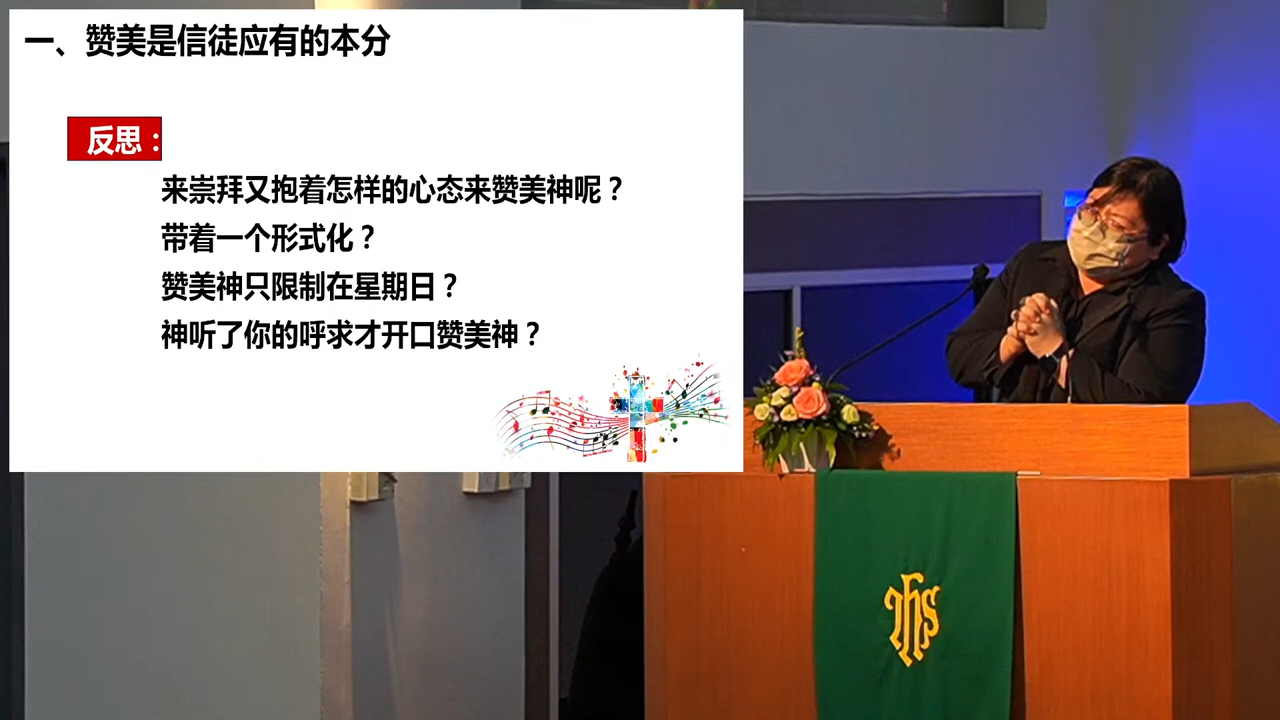 一、赞美是信徒应有的本分
反思：
来崇拜又抱着怎样的心态来赞美神呢？
带着一个形式化？
赞美神只限制在星期日？
神听了你的呼求才开口赞美神？
IHS